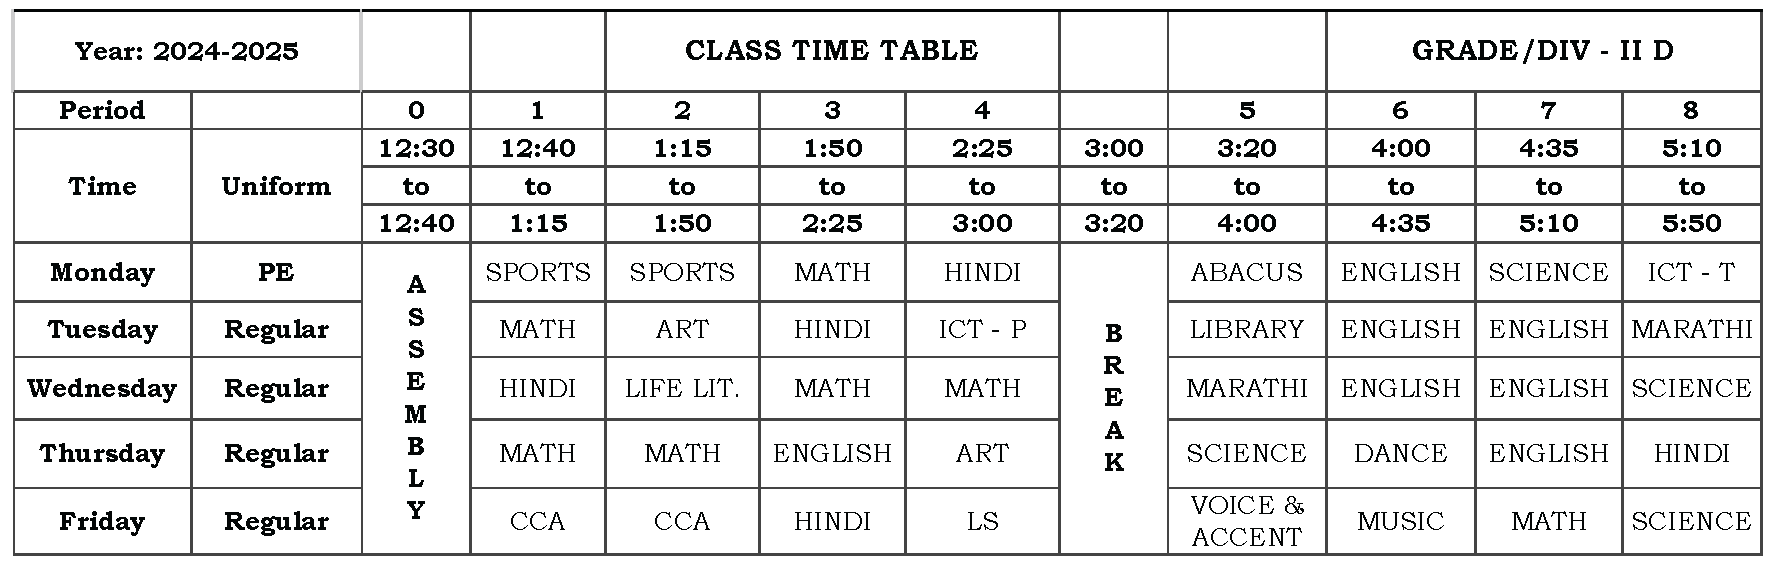 Year: 2024-2025 CLASS TIME TABLE GRADE/DIV - II D
Period 0 1 2 3 4 5 6 7 8
12:30 12:40 1:15 1:50 2:25 3:00 3:20 4:00 4:35 5:10
Time Uniform to to to to to to to to to to
12:40 1:15 1:50 2:25 3:00 3:20 4:00 4:35 5:10 5:50
ASSEMBLY
BREAK
Monday PE SPORTS SPORTS MATH HINDI ABACUS ENGLISH SCIENCE ICT - T
Tuesday Regular MATH ART HINDI ICT - P LIBRARY ENGLISH ENGLISH MARATHI
Wednesday Regular HINDI LIFE LIT. MATH MATH MARATHI ENGLISH ENGLISH SCIENCE
Thursday Regular MATH MATH ENGLISH ART SCIENCE DANCE ENGLISH HINDI
Friday Regular CCA CCA HINDI LS VOICE & ACCENT MUSIC MATH SCIENCE